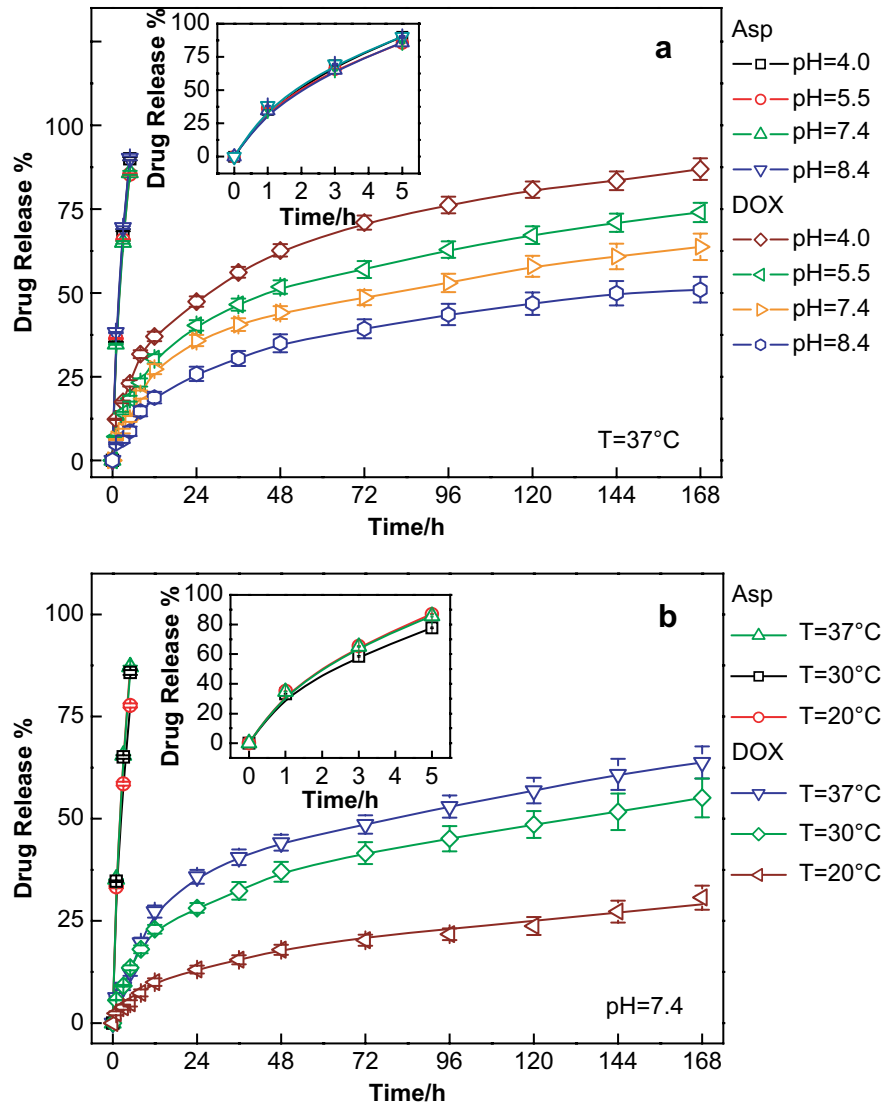 a
Drug Release %
100
75
50
25
0
0 1 3 5
Time/h
Drug Release %
100
75
50
25
0
T=37°C
0 24 48 72 96 120 144 168
Time/h
Asp
pH=4.0
pH=5.5
pH=7.4
pH=8.4
DOX
pH=4.0
pH=5.5
pH=7.4
pH=8.4
b
Drug Release %
100
80
60
40
20
0
0 1 3 5
Time/h
Drug Release %
100
75
50
25
0
pH=7.4
0 24 48 72 96 120 144 168
Time/h
Asp
T=37°C
T=30°C
T=20°C
DOX
T=37°C
T=30°C
T=20°C